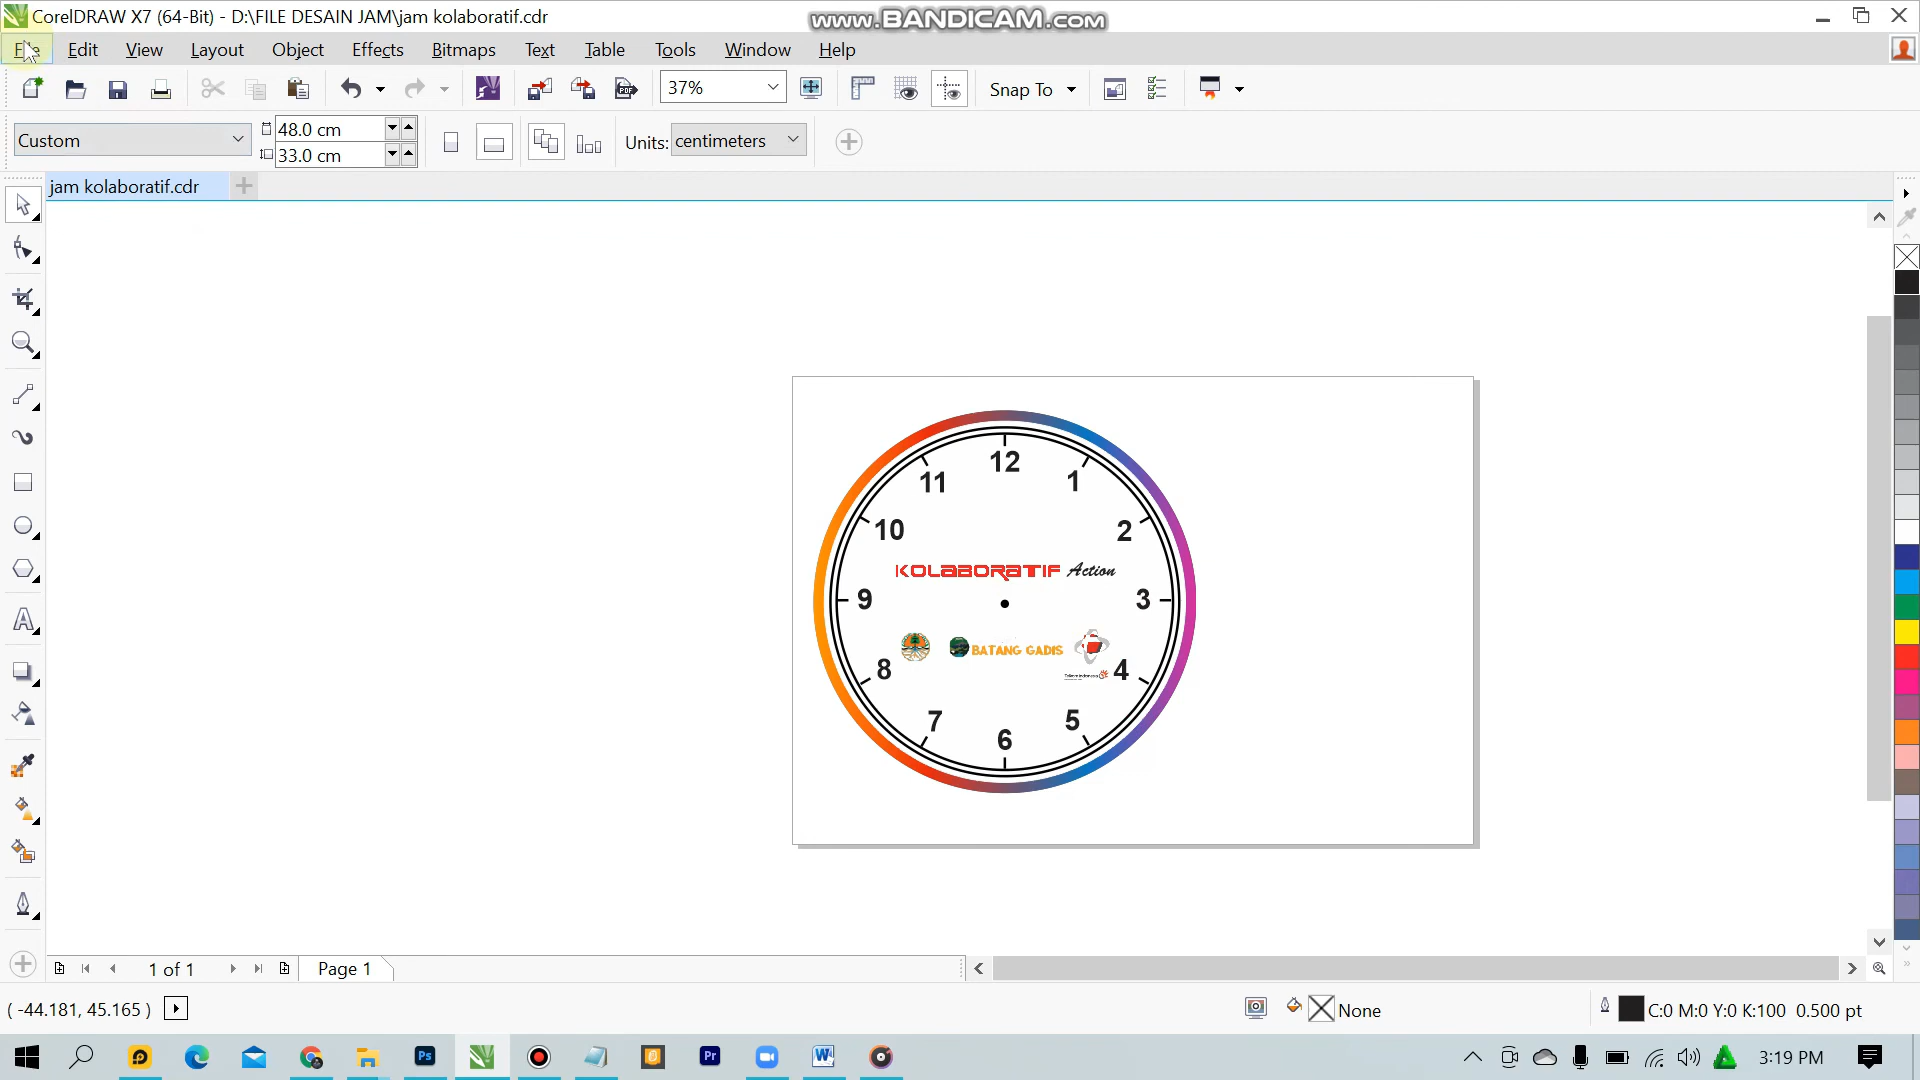 CorelDRAW X7 (64-Bit) - D:\FILE DESAIN JAM\jam kolaboratif.cdr
www.BANDICAM.com
File Edit View Layout Object Effects Bitmaps Text Table Tools Window Help
37%
Snap To
Custom
48.0 cm
33.0 cm
Units: centimeters
jam kolaboratif.cdr
12
11
1
10
2
KOLABORATIF Action
9
3
BATANG GADIS
8
4
7
5
6
1 of 1
Page 1
( -44.181, 45.165 )
None
C:0 M:0 Y:0 K:100 0.500 pt
3:19 PM